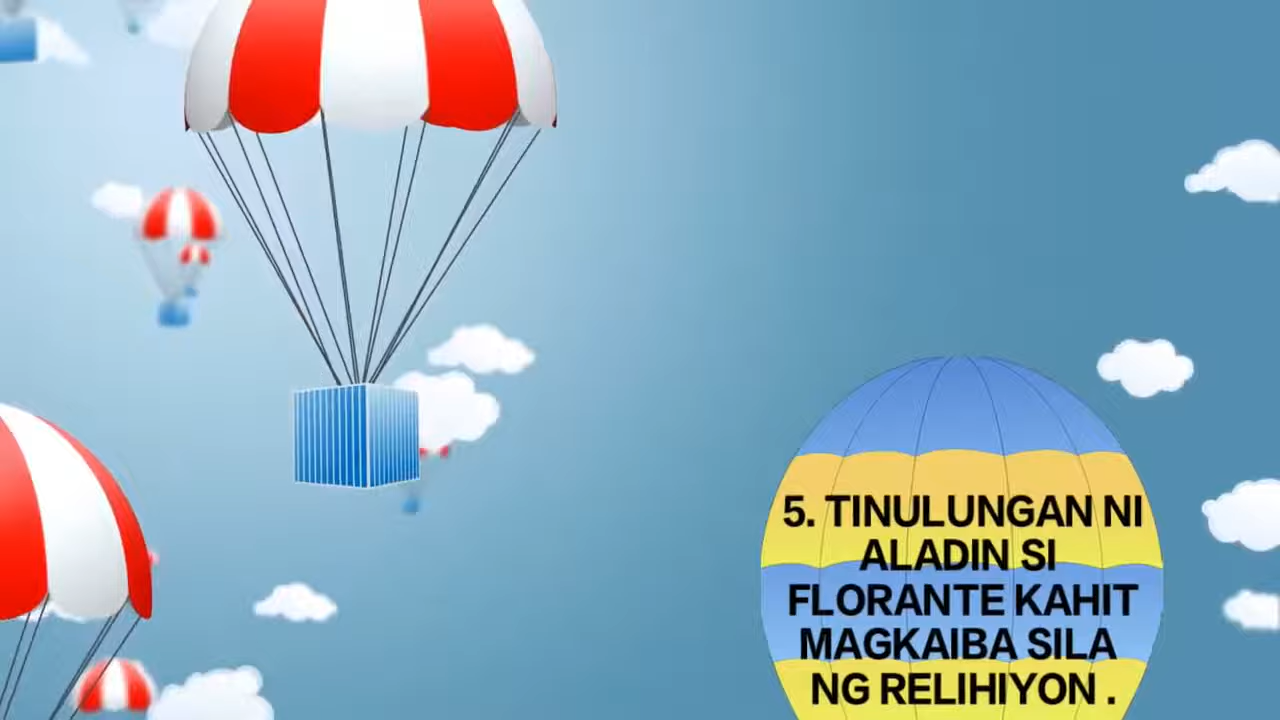 5. TINULUNGAN NI
ALADIN SI
FLORANTE KAHIT
MAGKAIBA SILA
NG RELIHIYON .